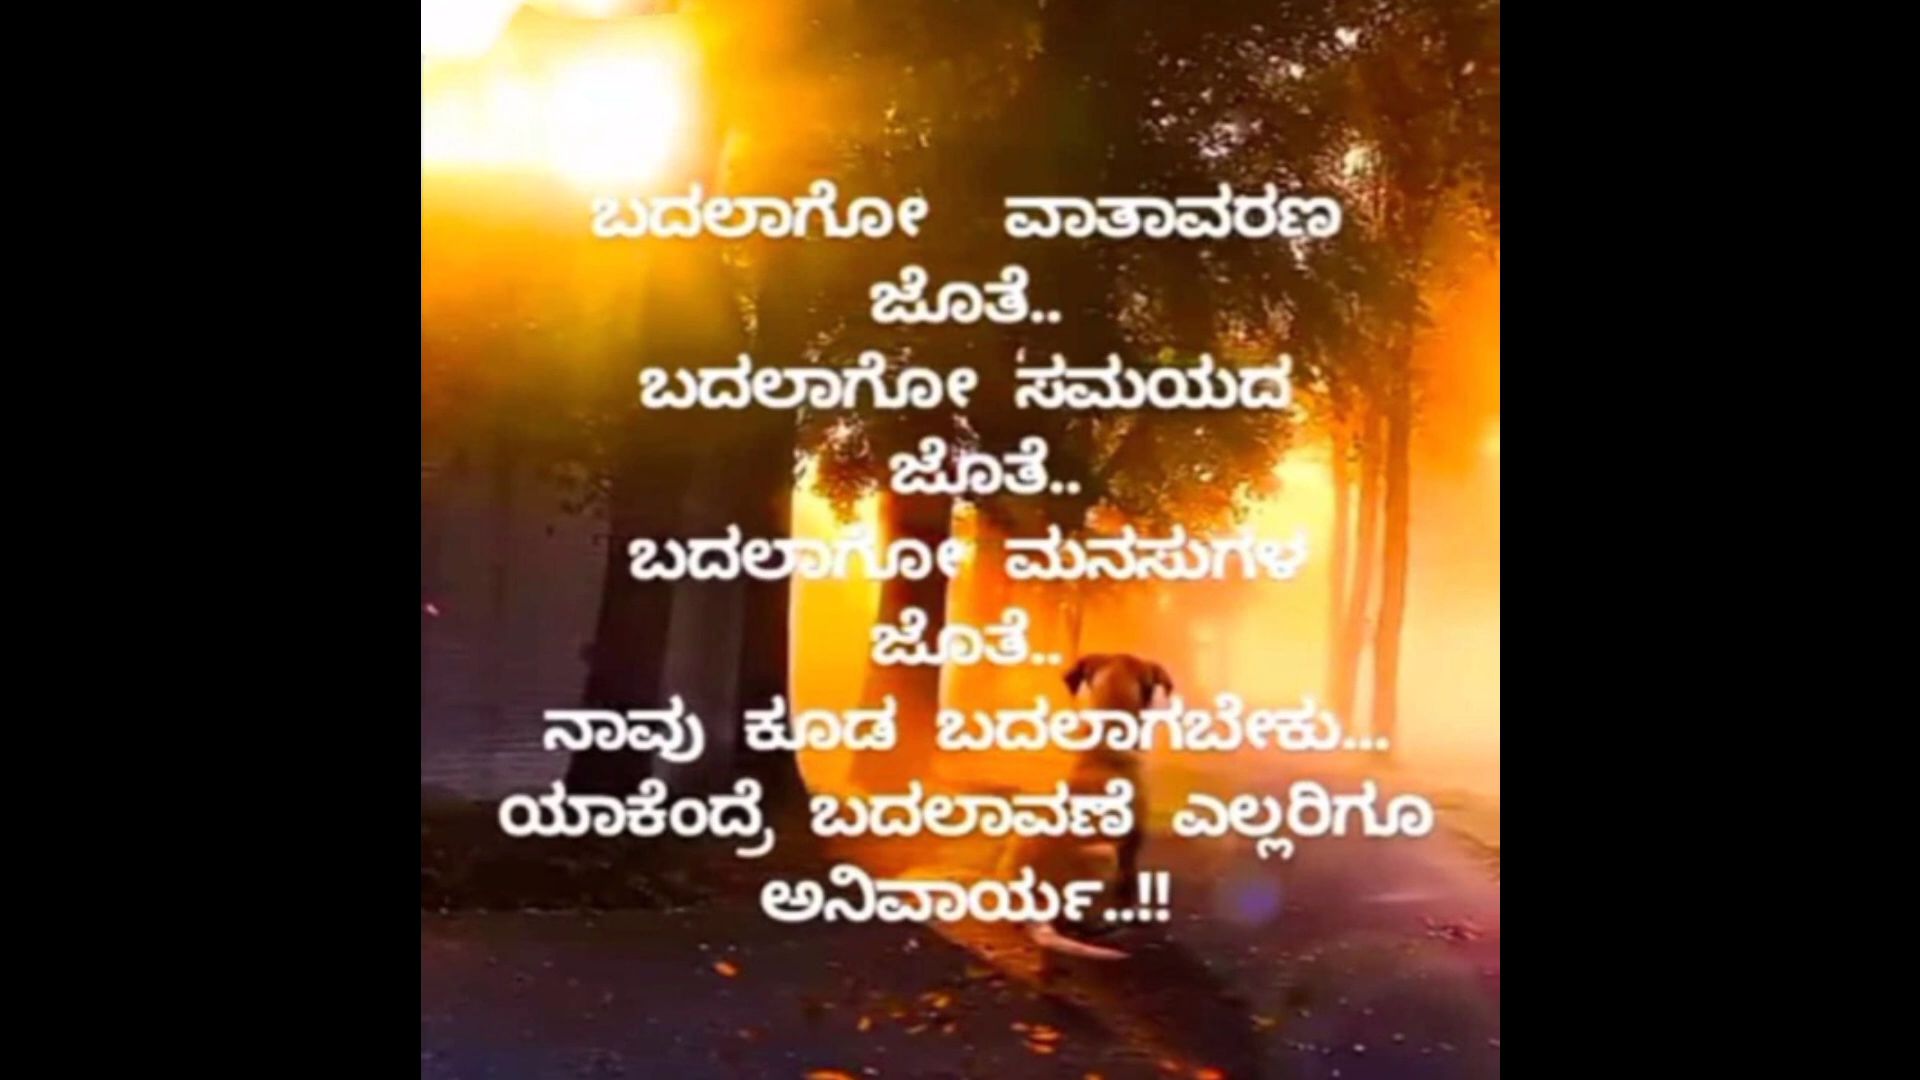 ಬದಲಾಗೋ ವಾತಾವರಣ
ಜೊತೆ..
ಬದಲಾಗೋ ಸಮಯದ
ಜೊತೆ..
ಬದಲಾಗೋ ಮನಸುಗಳ
ಜೊತೆ..
ನಾವು ಕೂಡ ಬದಲಾಗಬೇಕು...
ಯಾಕೆಂದ್ರೆ ಬದಲಾವಣೆ ಎಲ್ಲರಿಗೂ
ಅನಿವಾರ್ಯ..!!